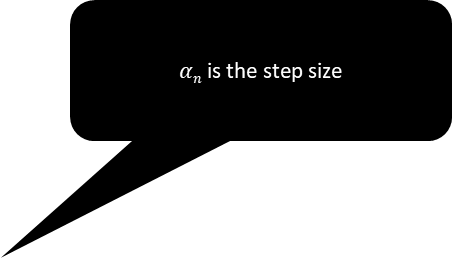 αₙ is the step size